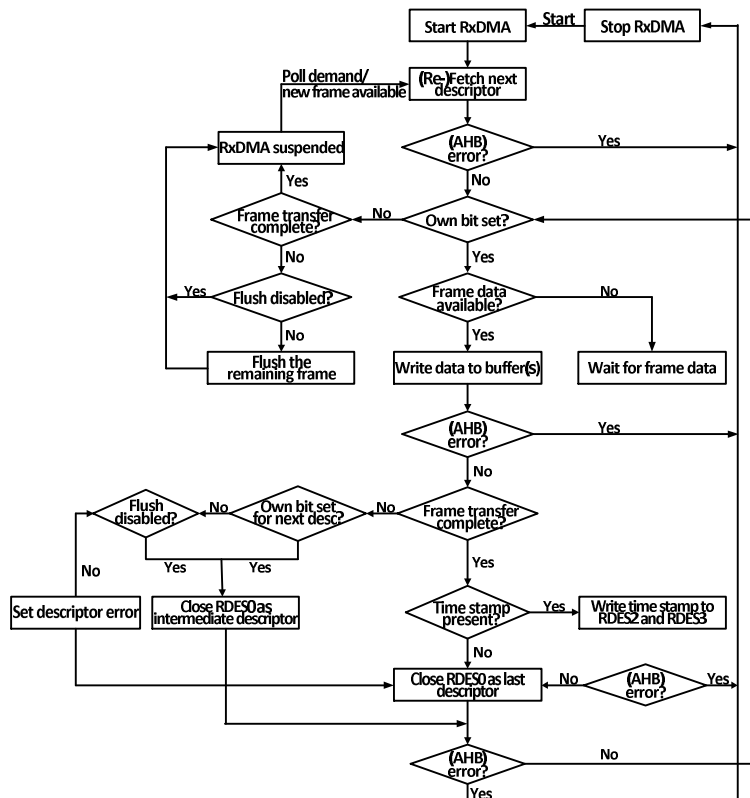 Start RxDMA
Start
Stop RxDMA
Poll demand/
new frame available
(Re-)Fetch next
descriptor
RxDMA suspended
(AHB)
error?
Yes
Yes
No
Frame transfer
complete?
No
Own bit set?
No
Yes
Yes
Flush disabled?
Frame data
available?
No
No
Yes
Flush the
remaining frame
Write data to buffer(s)
Wait for frame data
(AHB)
error?
Yes
No
Flush
disabled?
No
Own bit set
for next desc?
No
Frame transfer
complete?
Yes
Yes
Yes
No
Set descriptor error
Close RDES0 as
intermediate descriptor
Time stamp
present?
Yes
Write time stamp to
RDES2 and RDES3
No
Close RDES0 as last
descriptor
No
(AHB)
error?
Yes
(AHB)
error?
No
Yes